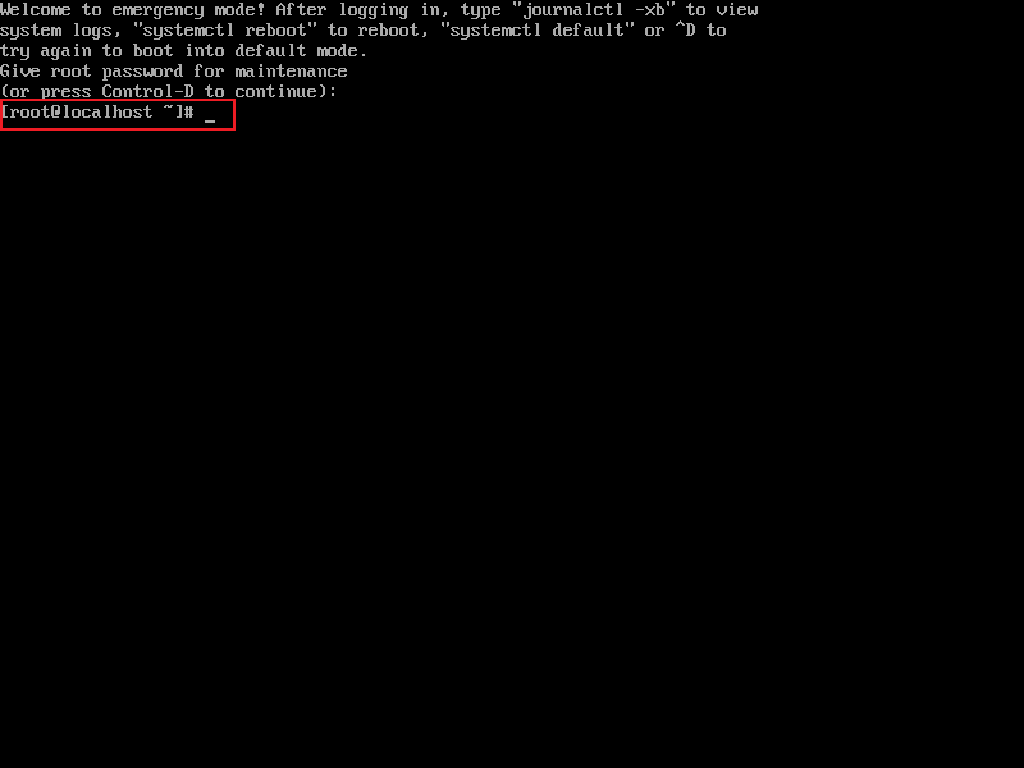 Welcome to emergency mode! After logging in, type "journalctl -xb" to view
system logs, "systemctl reboot" to reboot, "systemctl default" or ^D to
try again to boot into default mode.
Give root password for maintenance
(or press Control-D to continue):
[root@localhost ~]# _